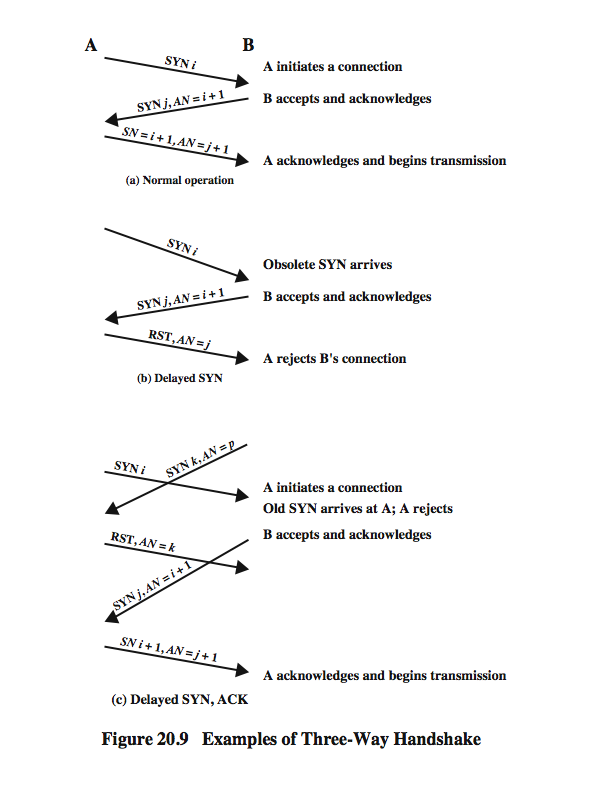 A B
SYN i
A initiates a connection
SYN j, AN = i + 1
B accepts and acknowledges
SN = i + 1, AN = j + 1
A acknowledges and begins transmission
(a) Normal operation
SYN i
Obsolete SYN arrives
SYN j, AN = i + 1
B accepts and acknowledges
RST, AN = j
A rejects B's connection
(b) Delayed SYN
SYN k, AN = p
SYN i
A initiates a connection
Old SYN arrives at A; A rejects
RST, AN = k
B accepts and acknowledges
SYN j, AN = i + 1
SN i + 1, AN = j + 1
A acknowledges and begins transmission
(c) Delayed SYN, ACK
Figure 20.9 Examples of Three-Way Handshake